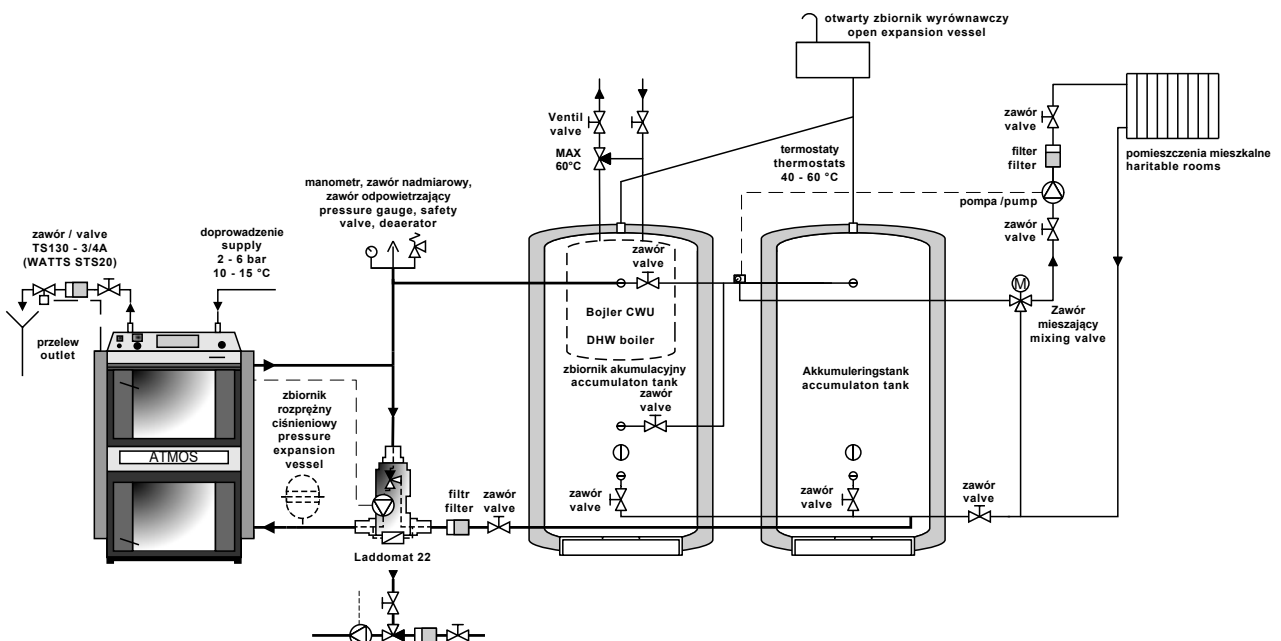 otwarty zbiornik wyrównawczy
open expansion vessel
Ventil
valve
MAX
60°C
termostaty
thermostats
40 - 60 °C
zawór
valve
filter
filter
pompa /pump
zawór
valve
pomieszczenia mieszkalne
haritable rooms
manometr, zawór nadmiarowy,
zawór odpowietrzający
pressure gauge, safety
valve, deaerator
zawór / valve
TS130 - 3/4A
(WATTS STS20)
doprowadzenie
supply
2 - 6 bar
10 - 15 °C
przelew
outlet
zawór
valve
Bojler CWU
DHW boiler
zbiornik akumulacyjny
accumulaton tank
zawór
valve
Akkumuleringstank
accumulaton tank
M
Zawór
mieszający
mixing valve
ATMOS
zbiornik
rozprężny
ciśnieniowy
pressure
expansion
vessel
filtr
filter
zawór
valve
zawór
valve
zawór
valve
zawór
valve
Laddomat 22